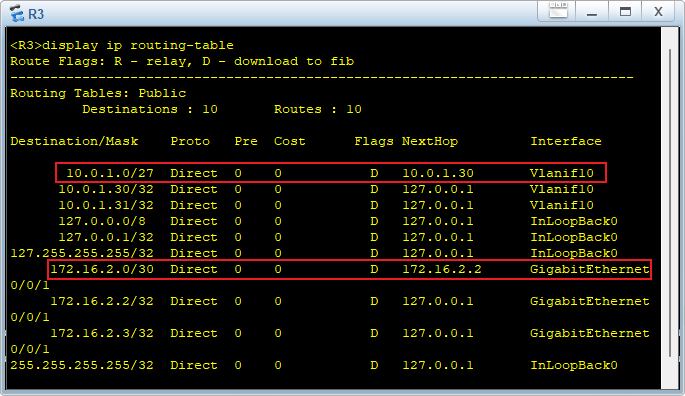 R3
<R3>display ip routing-table
Route Flags: R - relay, D - download to fib
------------------------------------------------------------------------------
Routing Tables: Public
         Destinations : 10       Routes : 10
Destination/Mask    Proto   Pre  Cost      Flags NextHop         Interface
       10.0.1.0/27  Direct  0    0           D   10.0.1.30       Vlanif10
      10.0.1.30/32  Direct  0    0           D   127.0.0.1       Vlanif10
      10.0.1.31/32  Direct  0    0           D   127.0.0.1       Vlanif10
      127.0.0.0/8   Direct  0    0           D   127.0.0.1       InLoopBack0
      127.0.0.1/32  Direct  0    0           D   127.0.0.1       InLoopBack0
127.255.255.255/32  Direct  0    0           D   127.0.0.1       InLoopBack0
     172.16.2.0/30  Direct  0    0           D   172.16.2.2      GigabitEthernet
0/0/1
     172.16.2.2/32  Direct  0    0           D   127.0.0.1       GigabitEthernet
0/0/1
     172.16.2.3/32  Direct  0    0           D   127.0.0.1       GigabitEthernet
0/0/1
255.255.255.255/32  Direct  0    0           D   127.0.0.1       InLoopBack0